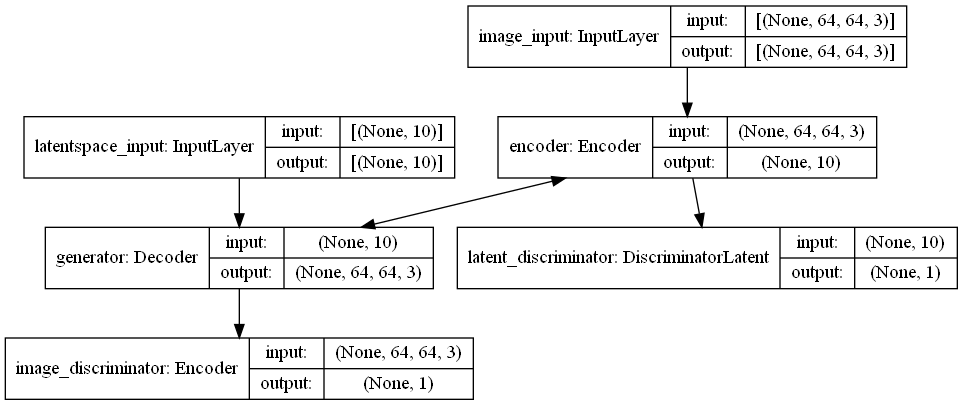 image_input: InputLayer
input:
[(None, 64, 64, 3)]
output:
[(None, 64, 64, 3)]
latentspace_input: InputLayer
input:
[(None, 10)]
output:
[(None, 10)]
encoder: Encoder
input:
(None, 64, 64, 3)
output:
(None, 10)
generator: Decoder
input:
(None, 10)
output:
(None, 64, 64, 3)
latent_discriminator: DiscriminatorLatent
input:
(None, 10)
output:
(None, 1)
image_discriminator: Encoder
input:
(None, 64, 64, 3)
output:
(None, 1)